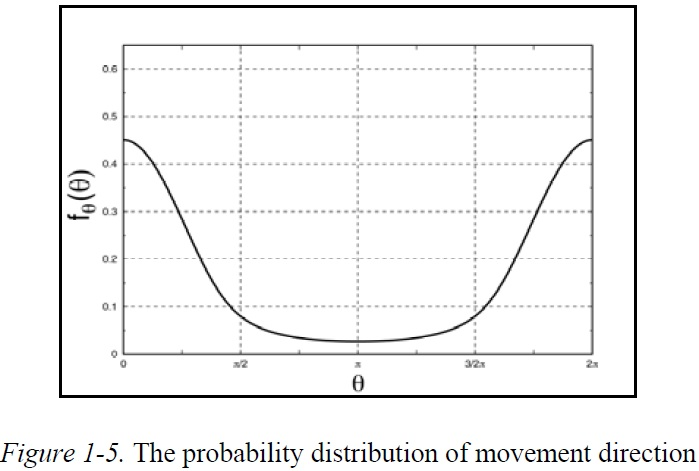 0.6
0.5
0.4
0.3
0.2
0.1
0
fθ(θ)
0 π/2 π 3/2π 2π
θ
Figure 1-5. The probability distribution of movement direction